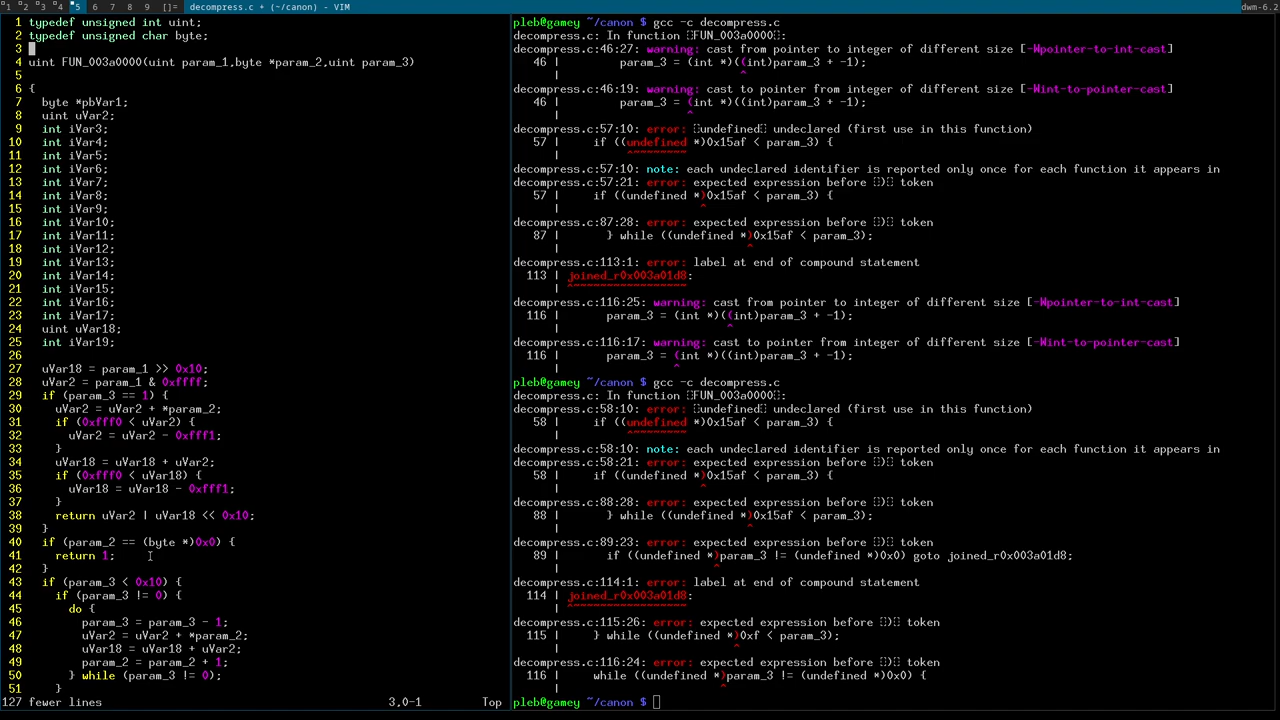 1 2 3 4 5 6 7 8 9 []= decompress.c + (~/canon) - VIM dwm-6.2
1 typedef unsigned int uint;
2 typedef unsigned char byte;
3
4 uint FUN_003a0000(uint param_1,byte *param_2,uint param_3)
5
6 {
7 byte *pbVar1;
8 uint uVar2;
9 int iVar3;
10 int iVar4;
11 int iVar5;
12 int iVar6;
13 int iVar7;
14 int iVar8;
15 int iVar9;
16 int iVar10;
17 int iVar11;
18 int iVar12;
19 int iVar13;
20 int iVar14;
21 int iVar15;
22 int iVar16;
23 int iVar17;
24 uint uVar18;
25 int iVar19;
26
27 uVar18 = param_1 >> 0x10;
28 uVar2 = param_1 & 0xffff;
29 if (param_3 == 1) {
30 uVar2 = uVar2 + *param_2;
31 if (0xfff0 < uVar2) {
32 uVar2 = uVar2 - 0xfff1;
33 }
34 uVar18 = uVar18 + uVar2;
35 if (0xfff0 < uVar18) {
36 uVar18 = uVar18 - 0xfff1;
37 }
38 return uVar2 | uVar18 << 0x10;
39 }
40 if (param_2 == (byte *)0x0) {
41 return 1;
42 }
43 if (param_3 < 0x10) {
44 if (param_3 != 0) {
45 do {
46 param_3 = param_3 - 1;
47 uVar2 = uVar2 + *param_2;
48 uVar18 = uVar18 + uVar2;
49 param_2 = param_2 + 1;
50 } while (param_3 != 0);
51 }
127 fewer lines 3,0-1 Top
pleb@gamey ~/canon $ gcc -c decompress.c
decompress.c: In function FUN_003a0000:
decompress.c:46:27: warning: cast from pointer to integer of different size [-Wpointer-to-int-cast]
46 | param_3 = (int *)((int)param_3 + -1);
| ^
decompress.c:46:19: warning: cast to pointer from integer of different size [-Wint-to-pointer-cast]
46 | param_3 = (int *)((int)param_3 + -1);
| ^
decompress.c:57:10: error: undefined undeclared (first use in this function)
57 | if ((undefined *)0x15af < param_3) {
| ^~~~~~~~~
decompress.c:57:10: note: each undeclared identifier is reported only once for each function it appears in
decompress.c:57:21: error: expected expression before ) token
57 | if ((undefined *)0x15af < param_3) {
| ^
decompress.c:87:28: error: expected expression before ) token
87 | } while ((undefined *)0x15af < param_3);
| ^
decompress.c:113:1: error: label at end of compound statement
113 | joined_r0x003a01d8:
| ^~~~~~~~~~~~~~~~~~
decompress.c:116:25: warning: cast from pointer to integer of different size [-Wpointer-to-int-cast]
116 | param_3 = (int *)((int)param_3 + -1);
| ^
decompress.c:116:17: warning: cast to pointer from integer of different size [-Wint-to-pointer-cast]
116 | param_3 = (int *)((int)param_3 + -1);
| ^
pleb@gamey ~/canon $ gcc -c decompress.c
decompress.c: In function FUN_003a0000:
decompress.c:58:10: error: undefined undeclared (first use in this function)
58 | if ((undefined *)0x15af < param_3) {
| ^~~~~~~~~
decompress.c:58:10: note: each undeclared identifier is reported only once for each function it appears in
decompress.c:58:21: error: expected expression before ) token
58 | if ((undefined *)0x15af < param_3) {
| ^
decompress.c:88:28: error: expected expression before ) token
88 | } while ((undefined *)0x15af < param_3);
| ^
decompress.c:89:23: error: expected expression before ) token
89 | if ((undefined *)param_3 != (undefined *)0x0) goto joined_r0x003a01d8;
| ^
decompress.c:114:1: error: label at end of compound statement
114 | joined_r0x003a01d8:
| ^~~~~~~~~~~~~~~~~~
decompress.c:115:26: error: expected expression before ) token
115 | } while ((undefined *)0xf < param_3);
| ^
decompress.c:116:24: error: expected expression before ) token
116 | while ((undefined *)param_3 != (undefined *)0x0) {
| ^
pleb@gamey ~/canon $